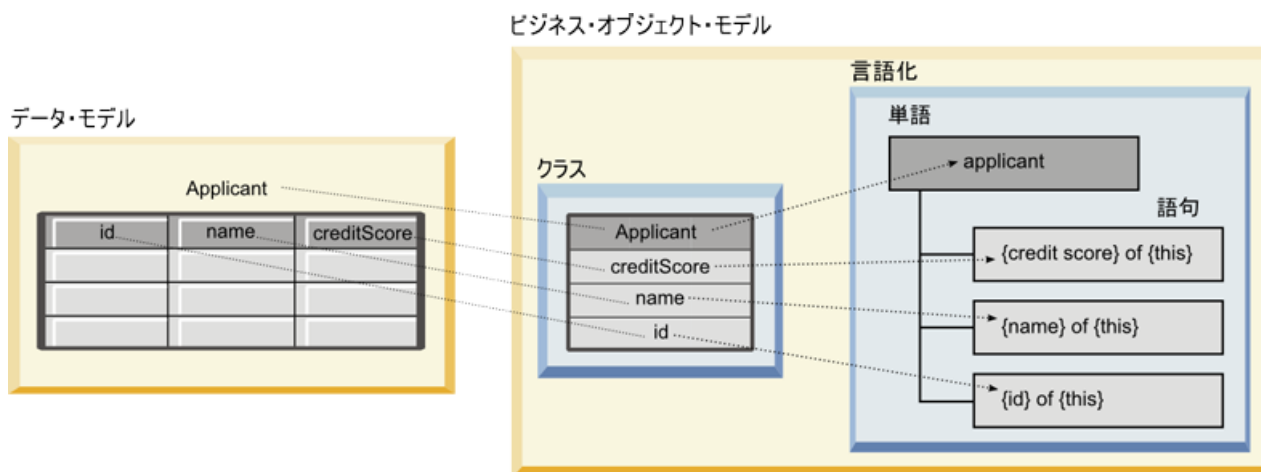 ビジネス・オブジェクト・モデル
言語化
データ・モデル
単語
クラス
applicant
Applicant
語句
id name creditScore
Applicant
creditScore
name
id
{credit score} of {this}
{name} of {this}
{id} of {this}